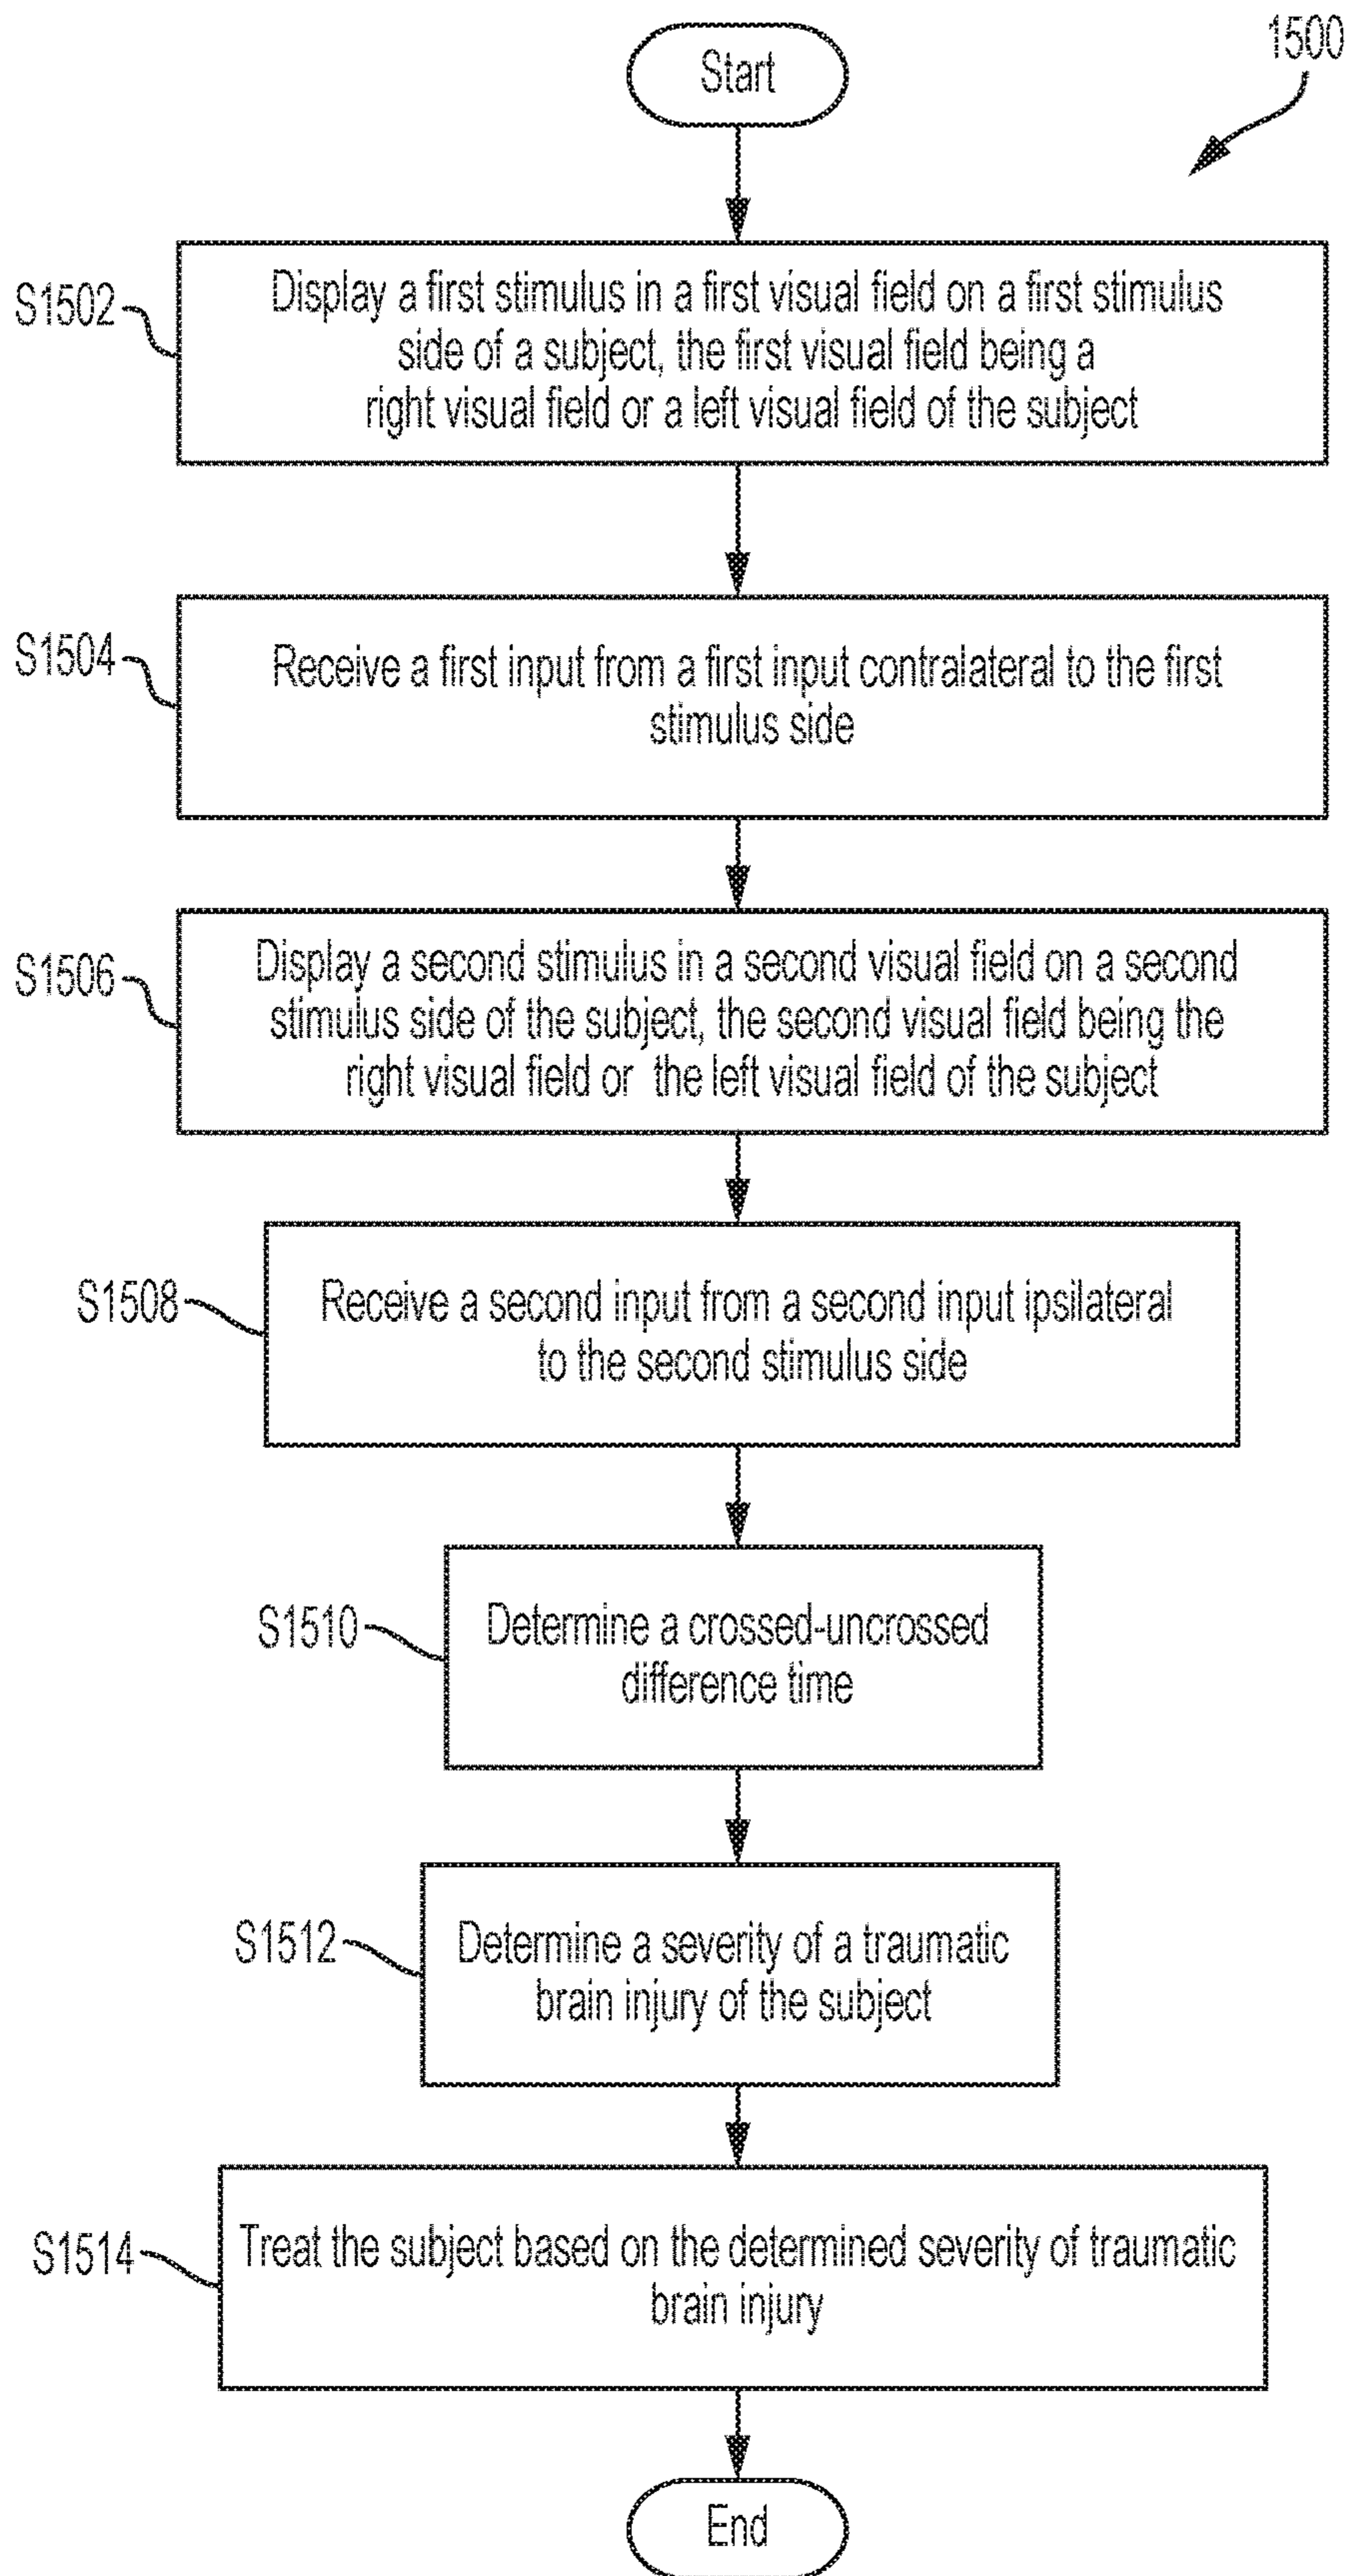 1500
Start
S1502
Display a first stimulus in a first visual field on a first stimulus
side of a subject, the first visual field being a
right visual field or a left visual field of the subject
S1504
Receive a first input from a first input contralateral to the first
stimulus side
S1506
Display a second stimulus in a second visual field on a second
stimulus side of the subject, the second visual field being the
right visual field or the left visual field of the subject
S1508
Receive a second input from a second input ipsilateral
to the second stimulus side
S1510
Determine a crossed-uncrossed
difference time
S1512
Determine a severity of a traumatic
brain injury of the subject
S1514
Treat the subject based on the determined severity of traumatic
brain injury
End